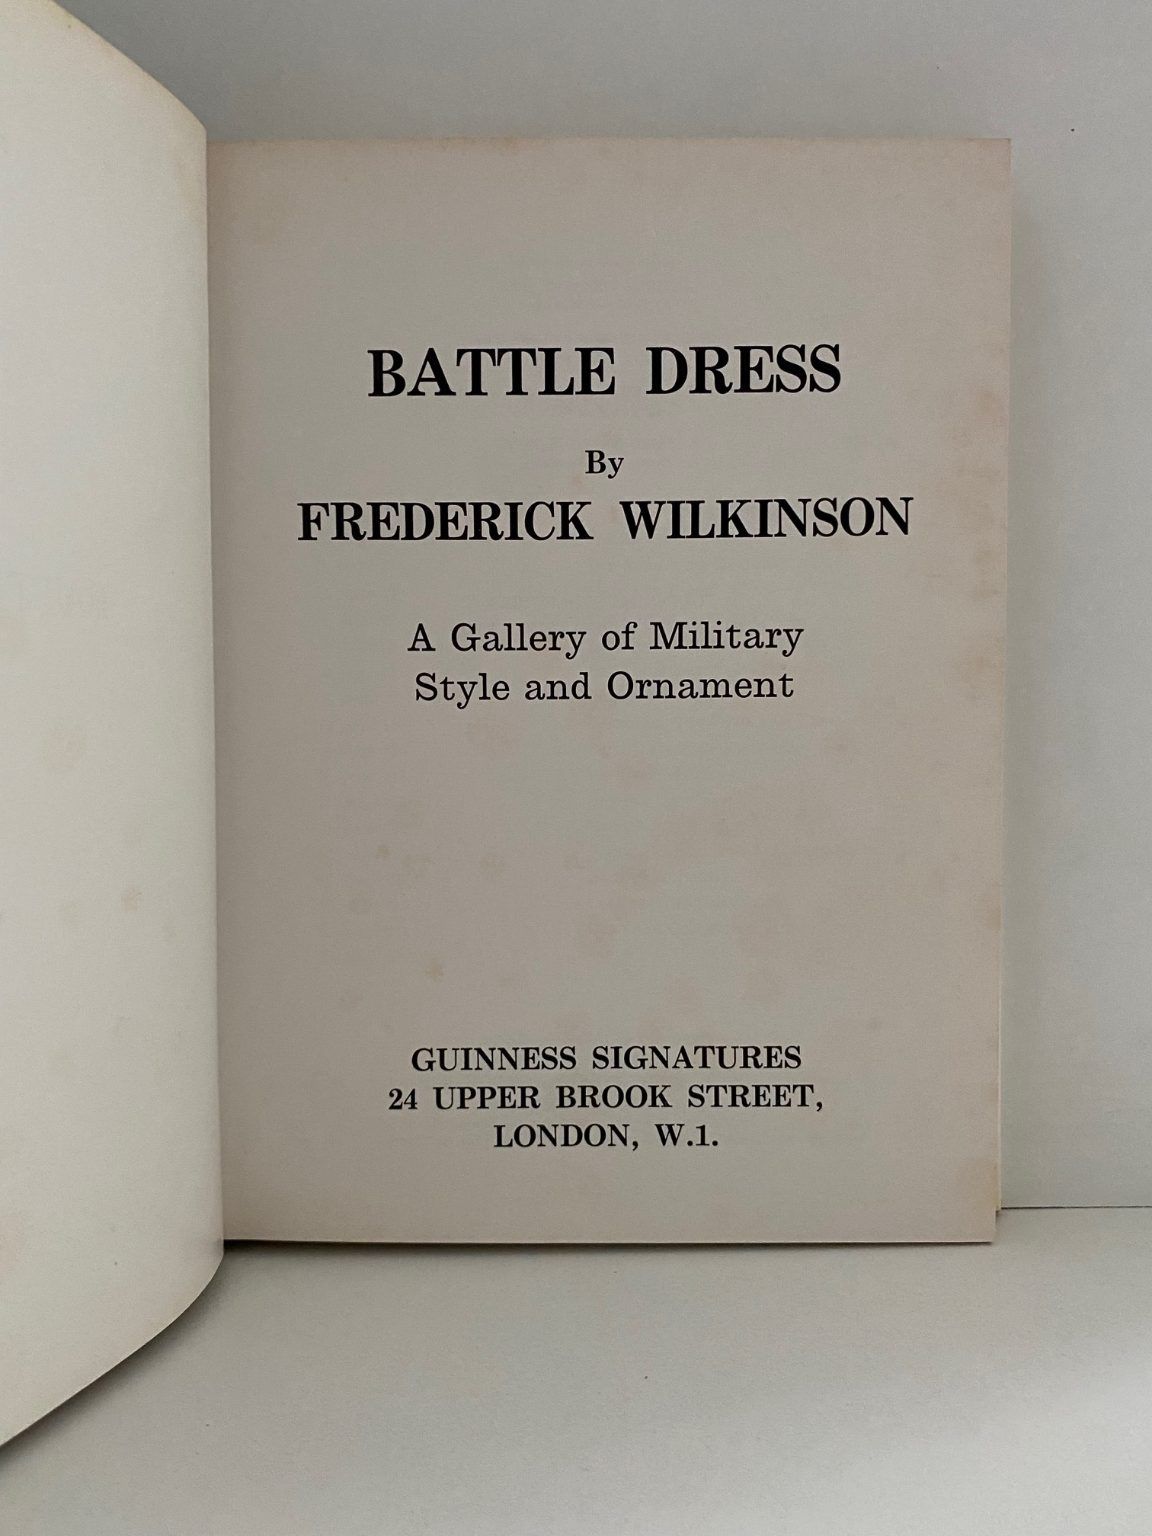 BATTLE DRESS
By
FREDERICK WILKINSON
A Gallery of Military
Style and Ornament
GUINNESS SIGNATURES
24 UPPER BROOK STREET,
LONDON, W.1.